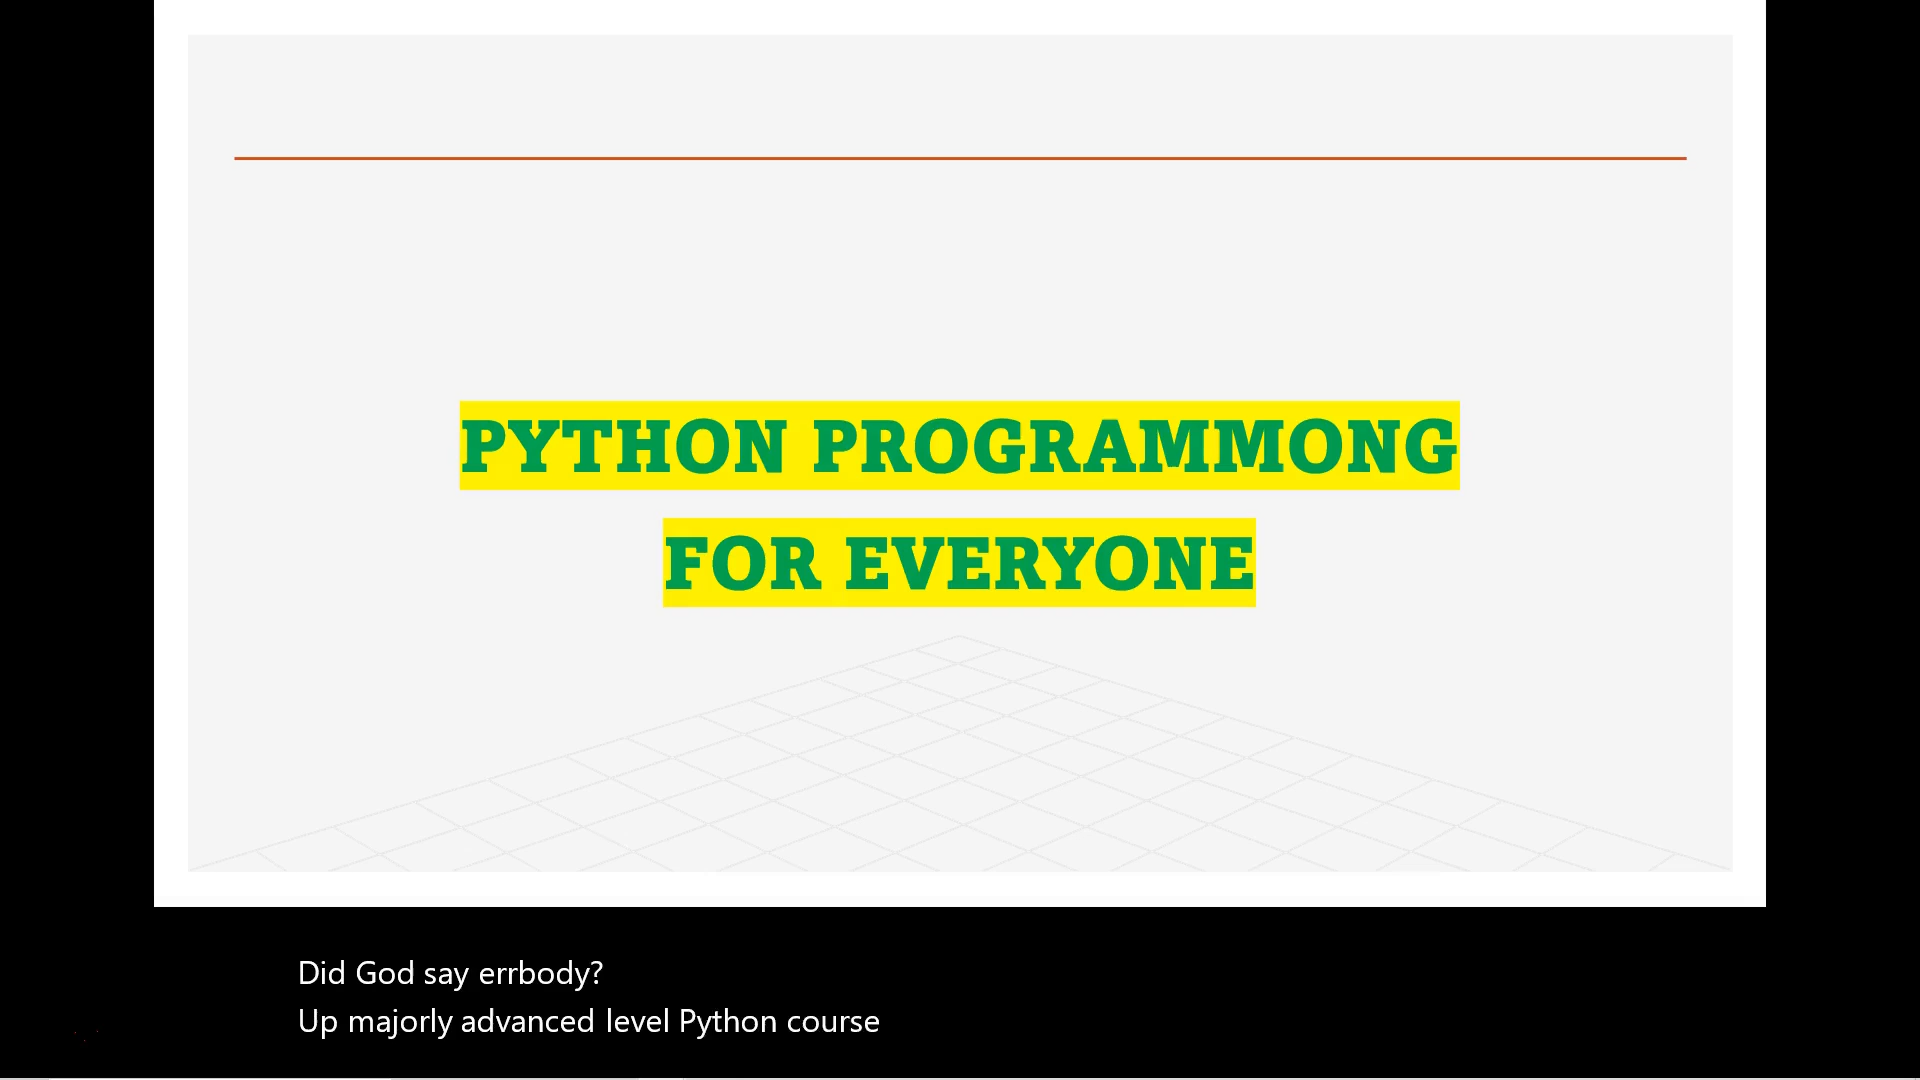 PYTHON PROGRAMMONG
FOR EVERYONE
Did God say errbody?
Up majorly advanced level Python course